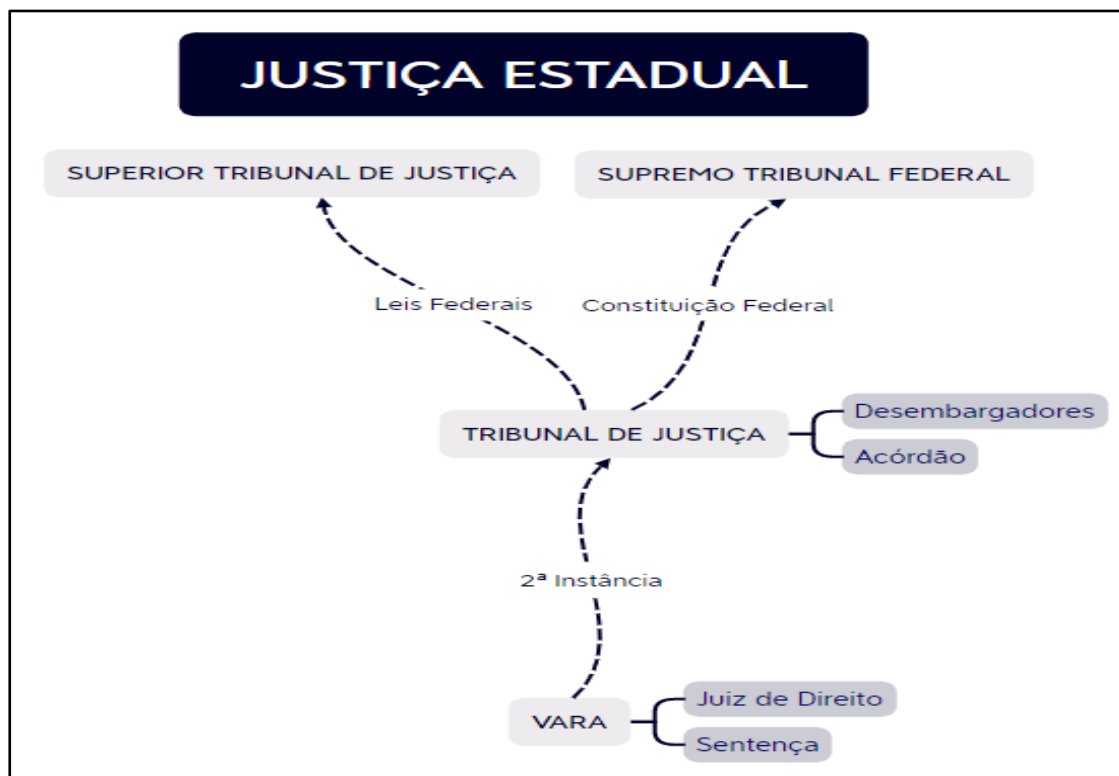 JUSTIÇA ESTADUAL
SUPERIOR TRIBUNAL DE JUSTIÇA
SUPREMO TRIBUNAL FEDERAL
Leis Federais
Constituição Federal
TRIBUNAL DE JUSTIÇA
Desembargadores
Acórdão
2ª Instância
VARA
Juiz de Direito
Sentença